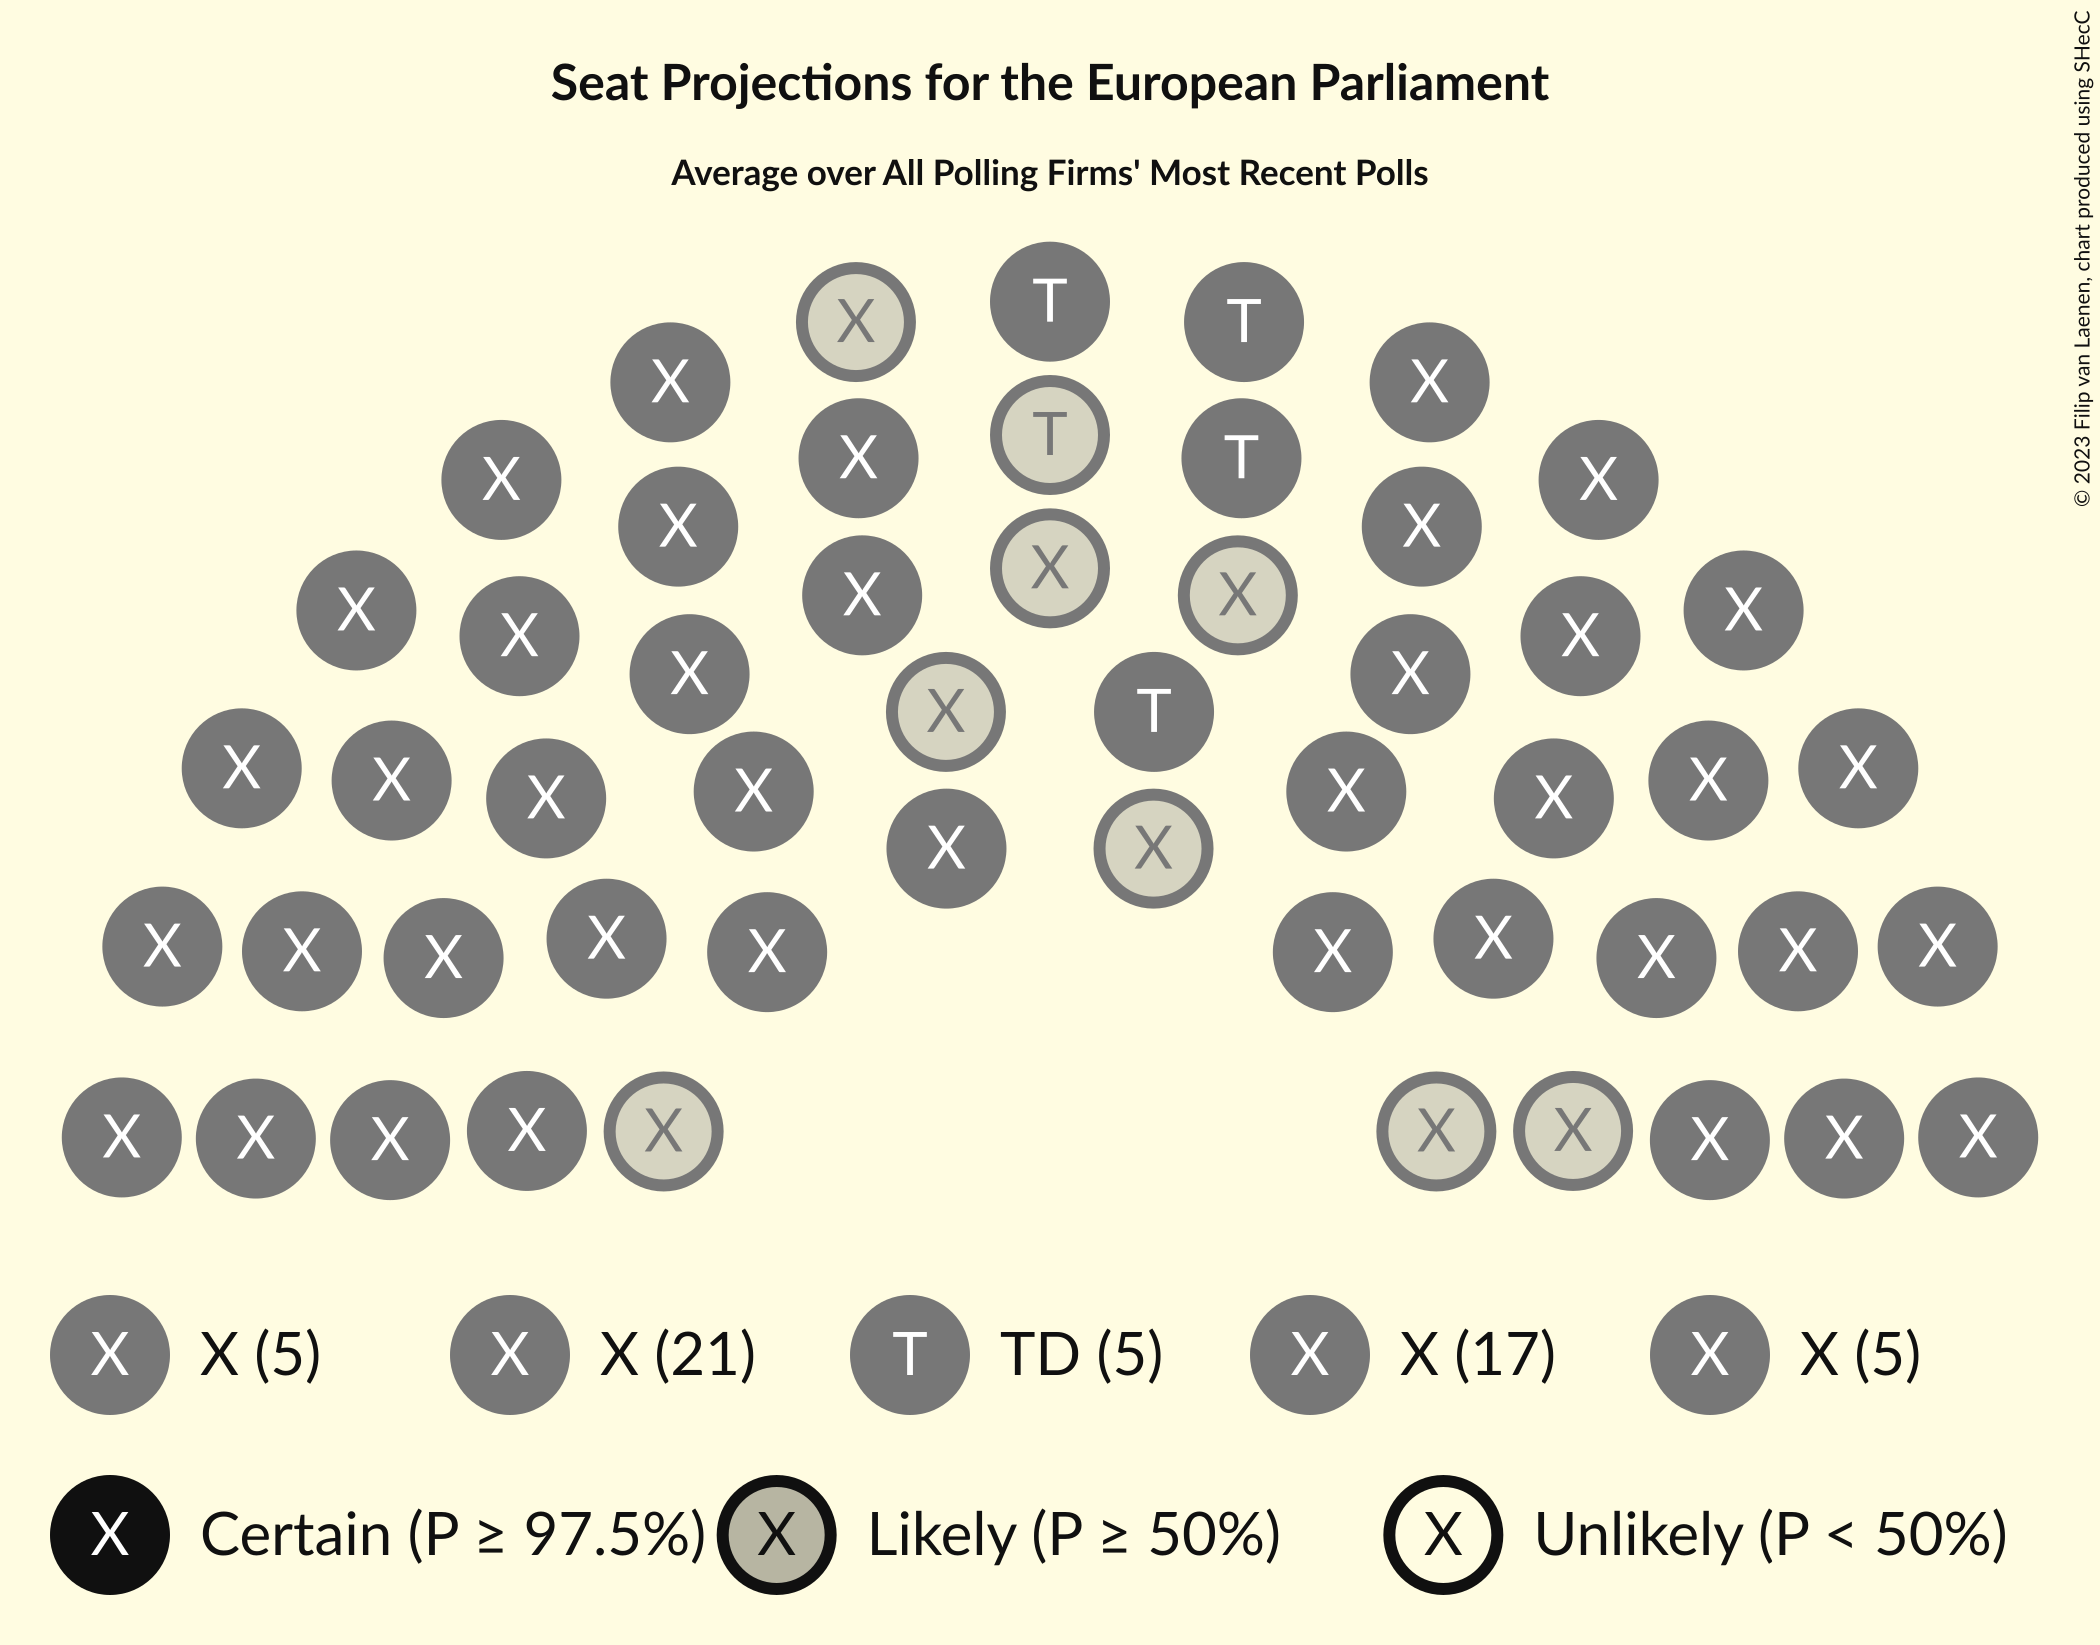 Seat Projections for the European Parliament
Average over All Polling Firms' Most Recent Polls
© 2023 Filip van Laenen, chart produced using SHecC
X T T
X X
X T T
X X
X X X X
X X X X
X X X X
X T
X X X X X X X X
X X
X X X X X X X X X X
X X X X X X X X X X
X X (5) X X (21) T TD (5) X X (17) X X (5)
X Certain (P ≥ 97.5%) X Likely (P ≥ 50%) X Unlikely (P < 50%)